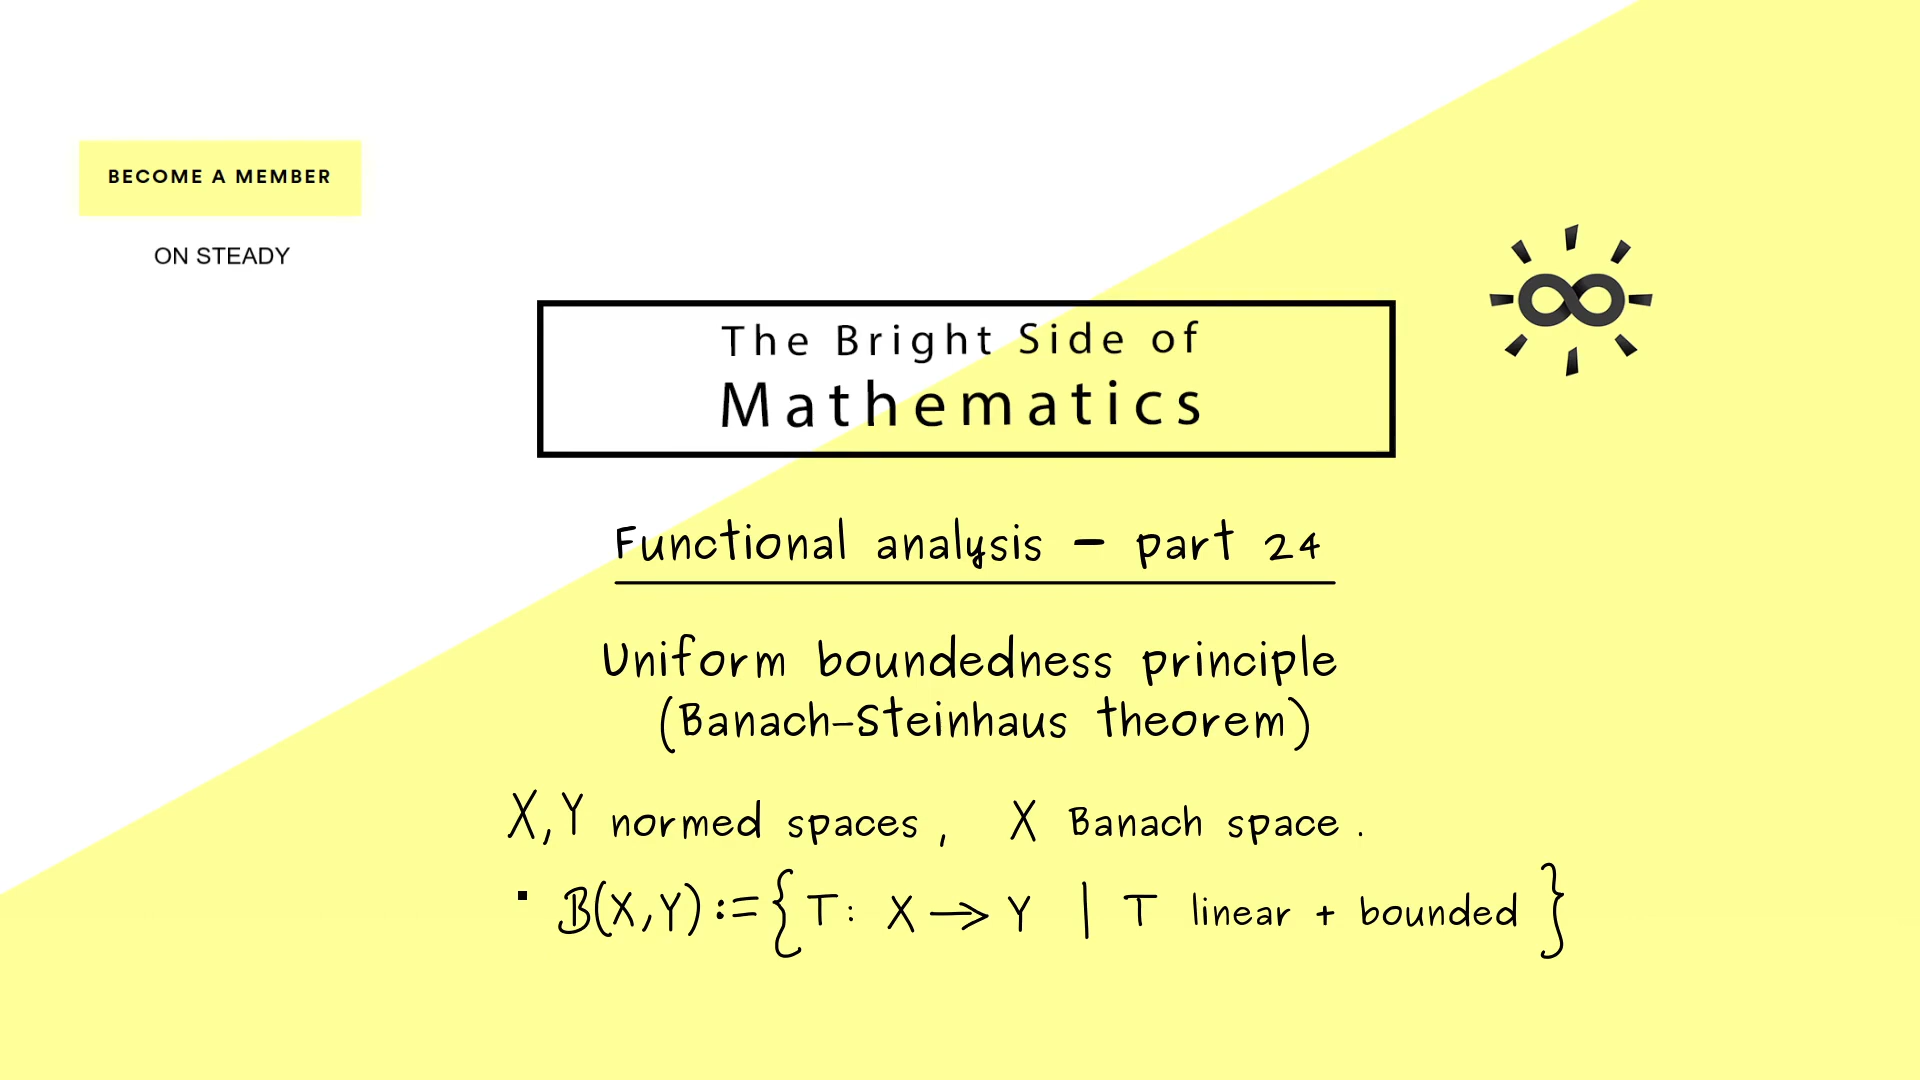 BECOME A MEMBER
ON STEADY
The Bright Side of
Mathematics
Functional analysis – part 24
Uniform boundedness principle
(Banach-Steinhaus theorem)
X, Y normed spaces, X Banach space.
▪ ℬ(X,Y) := { T: X → Y | T linear + bounded }